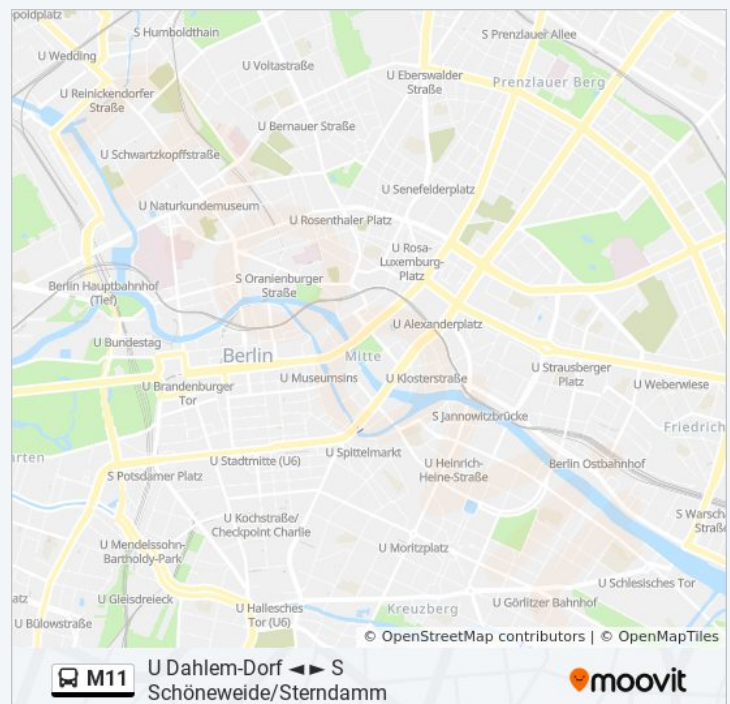 poldplatz
S Humboldthain
S Prenzlauer Allee
U Wedding
U Voltastraße
U Eberswalder
Straße
Prenzlauer Berg
U Reinickendorfer
Straße
U Bernauer Straße
U Schwartzkopffstraße
U Senefelderplatz
U Naturkundemuseum
U Rosenthaler Platz
U Rosa-
Luxemburg-
Platz
S Oranienburger
Straße
Berlin Hauptbahnhof
(Tief)
U Alexanderplatz
U Bundestag
Berlin
Mitte
U Strausberger
Platz
U Brandenburger
Tor
U Museumsins
U Klosterstraße
U Weberwiese
S Jannowitzbrücke
Friedrich
arten
U Spittelmarkt
U Stadtmitte (U6)
S Potsdamer Platz
U Heinrich-
Heine-Straße
Berlin Ostbahnhof
U Kochstraße/
Checkpoint Charlie
S Warsch
Straße
U Mendelssohn-
Bartholdy-Park
U Moritzplatz
U Schlesisches Tor
atz
U Gleisdreieck
U Hallesches
Tor (U6)
Kreuzberg
U Görlitzer Bahnhof
U Bülowstraße
© OpenStreetMap contributors | © OpenMapTiles
M11
U Dahlem-Dorf ◄► S
Schöneweide/Sterndamm
moovit